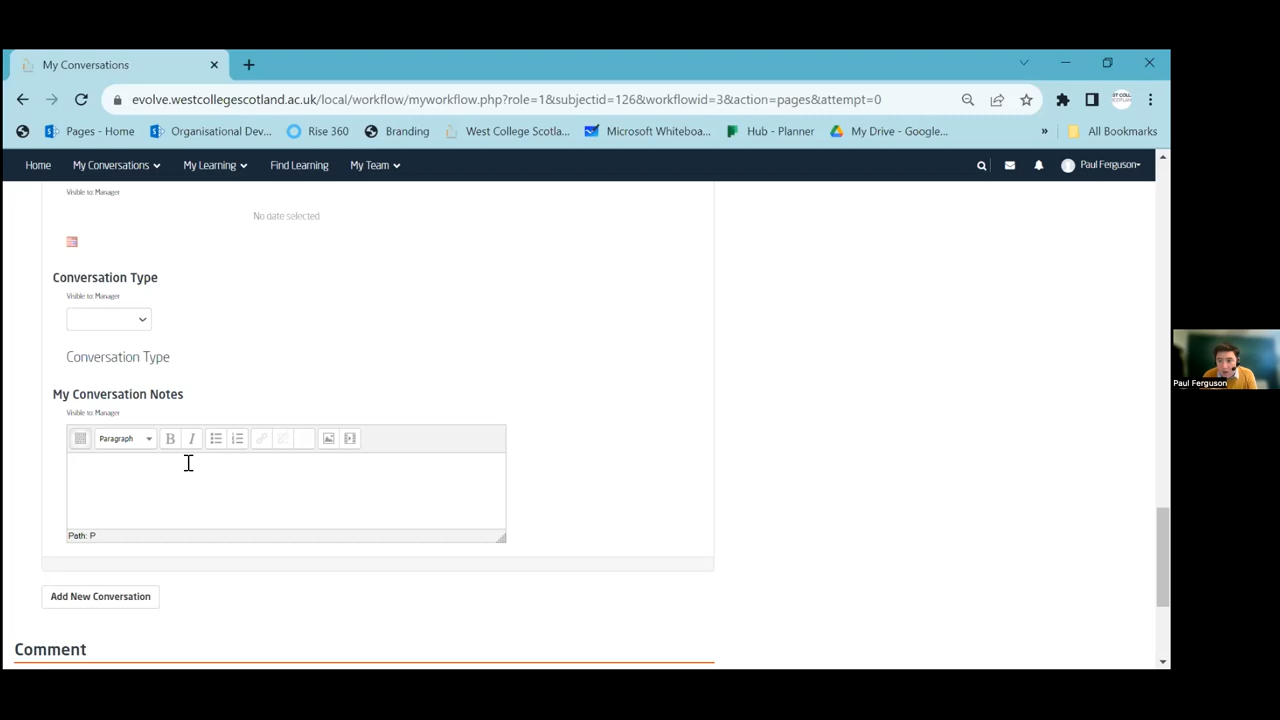 My Conversations
evolve.westcollegescotland.ac.uk/local/workflow/myworkflow.php?role=1&subjectid=126&workflowid=3&action=pages&attempt=0
Pages - Home Organisational Dev... Rise 360 Branding West College Scotla... Microsoft Whiteboa... Hub - Planner My Drive - Google... » All Bookmarks
Home My Conversations My Learning Find Learning My Team Paul Ferguson
Visible to: Manager
No date selected
Conversation Type
Visible to: Manager
Conversation Type
My Conversation Notes
Visible to: Manager
Paragraph B I
Path: P
Add New Conversation
Comment
Paul Ferguson